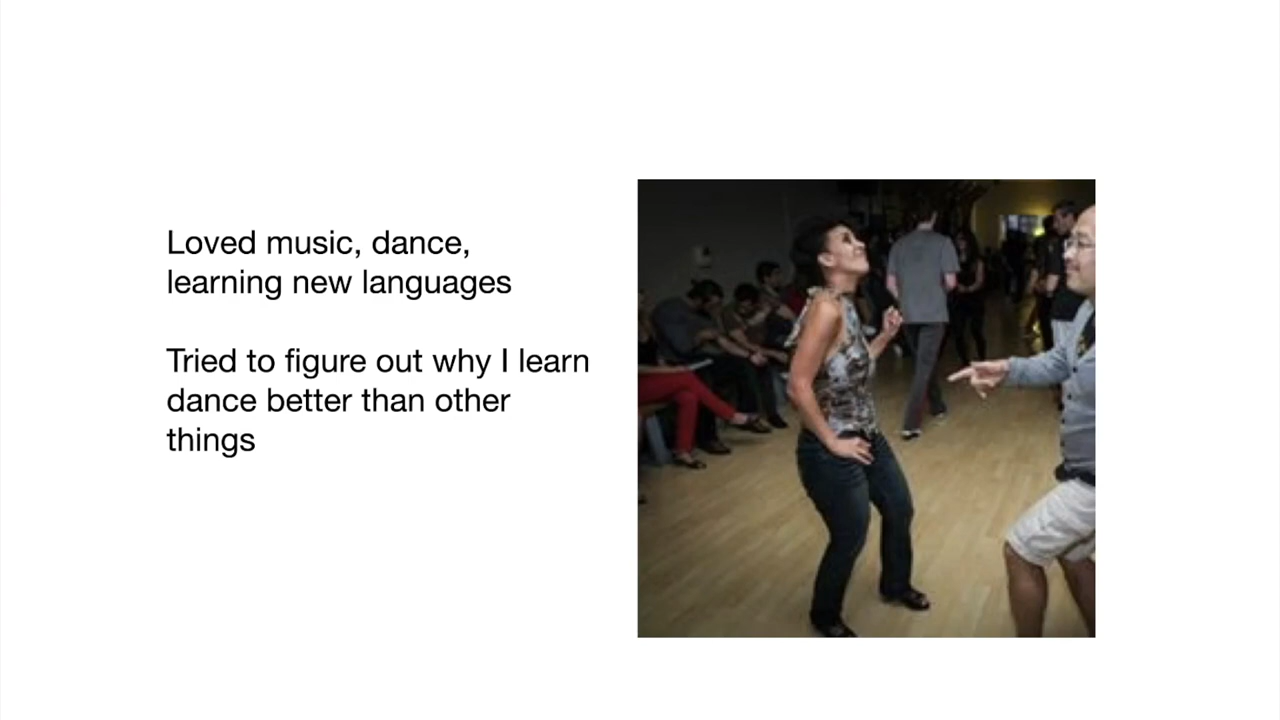 Loved music, dance,
learning new languages
Tried to figure out why I learn
dance better than other
things